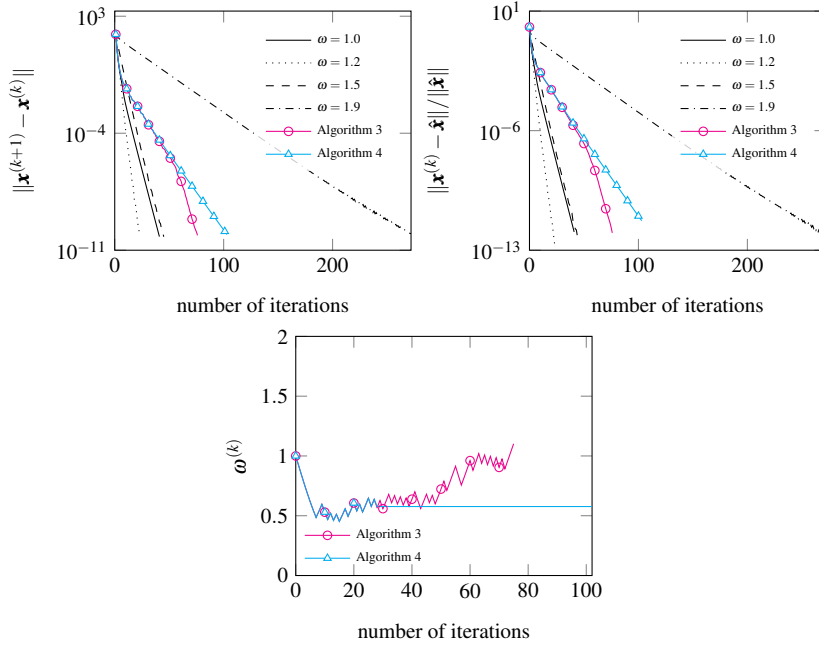 10^3
10^-4
10^-11
‖x^(k+1) − x^(k)‖
0 100 200
number of iterations
ω = 1.0
ω = 1.2
ω = 1.5
ω = 1.9
Algorithm 3
Algorithm 4
10^1
10^-6
10^-13
‖x^(k) − x̂‖/‖x̂‖
0 100 200
number of iterations
ω = 1.0
ω = 1.2
ω = 1.5
ω = 1.9
Algorithm 3
Algorithm 4
2
1.5
1
0.5
0
ω^(k)
Algorithm 3
Algorithm 4
0 20 40 60 80 100
number of iterations